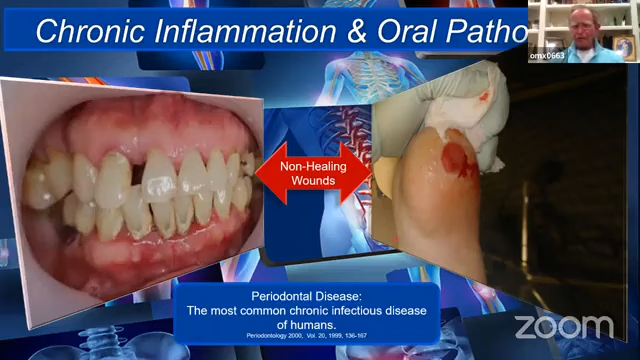 Chronic Inflammation & Oral Patho
omx0663
Non-Healing
Wounds
Periodontal Disease:
The most common chronic infectious disease
of humans.
Periodontology 2000, Vol. 20, 1999, 136-167
zoom